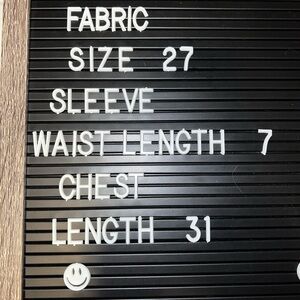 FABRIC
SIZE 27
SLEEVE
WAIST LENGTH 7
CHEST
LENGTH 31